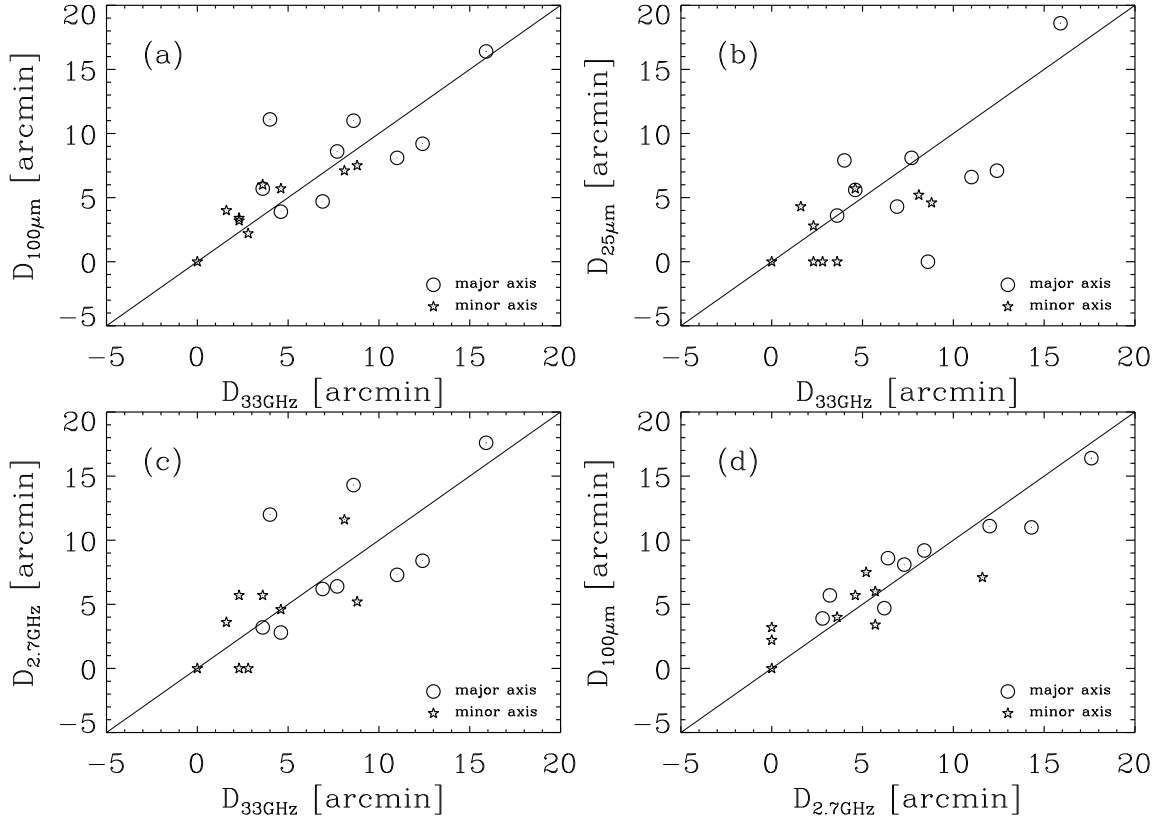 (a)
20
15
10
5
0
−5
D100μm [arcmin]
−5 0 5 10 15 20
D33GHz [arcmin]
major axis
minor axis
(b)
20
15
10
5
0
−5
D25μm [arcmin]
−5 0 5 10 15 20
D33GHz [arcmin]
major axis
minor axis
(c)
20
15
10
5
0
−5
D2.7GHz [arcmin]
−5 0 5 10 15 20
D33GHz [arcmin]
major axis
minor axis
(d)
20
15
10
5
0
−5
D100μm [arcmin]
−5 0 5 10 15 20
D2.7GHz [arcmin]
major axis
minor axis